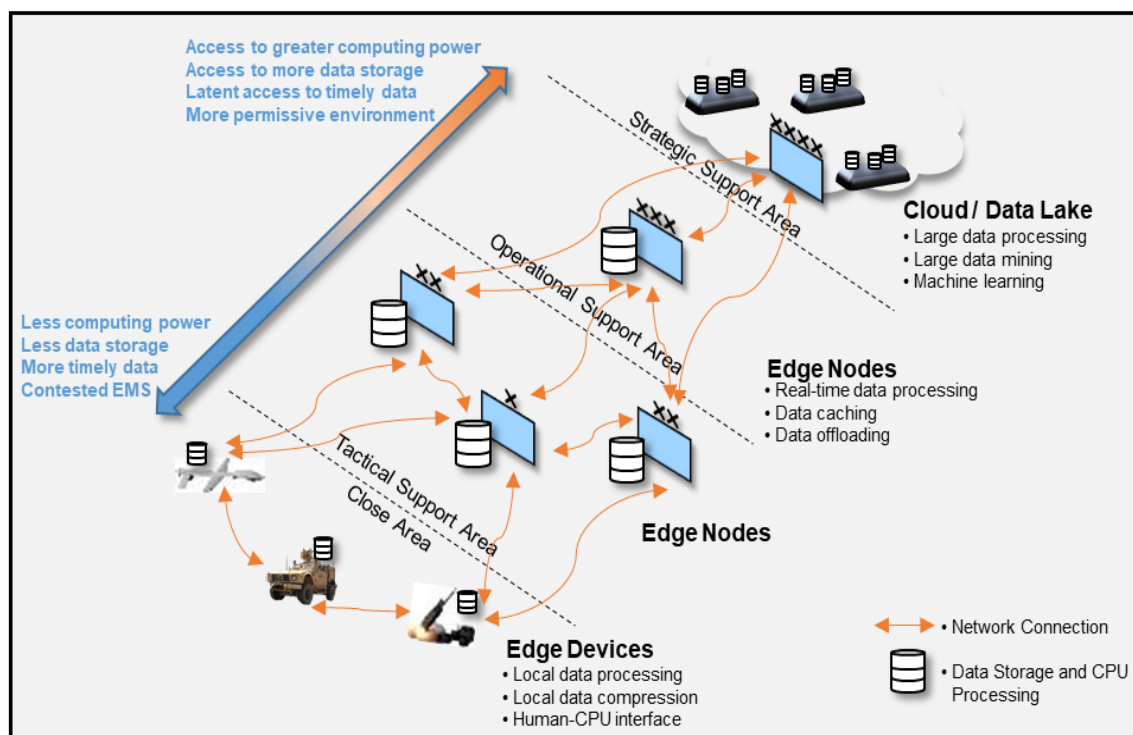 Access to greater computing power
Access to more data storage
Latent access to timely data
More permissive environment
Strategic Support Area
XXXX
Cloud / Data Lake
• Large data processing
• Large data mining
• Machine learning
XXX
Operational Support Area
XX
Less computing power
Less data storage
More timely data
Contested EMS
Edge Nodes
• Real-time data processing
• Data caching
• Data offloading
X
XX
Tactical Support Area
Close Area
Edge Nodes
Edge Devices
• Local data processing
• Local data compression
• Human-CPU interface
• Network Connection
• Data Storage and CPU
Processing